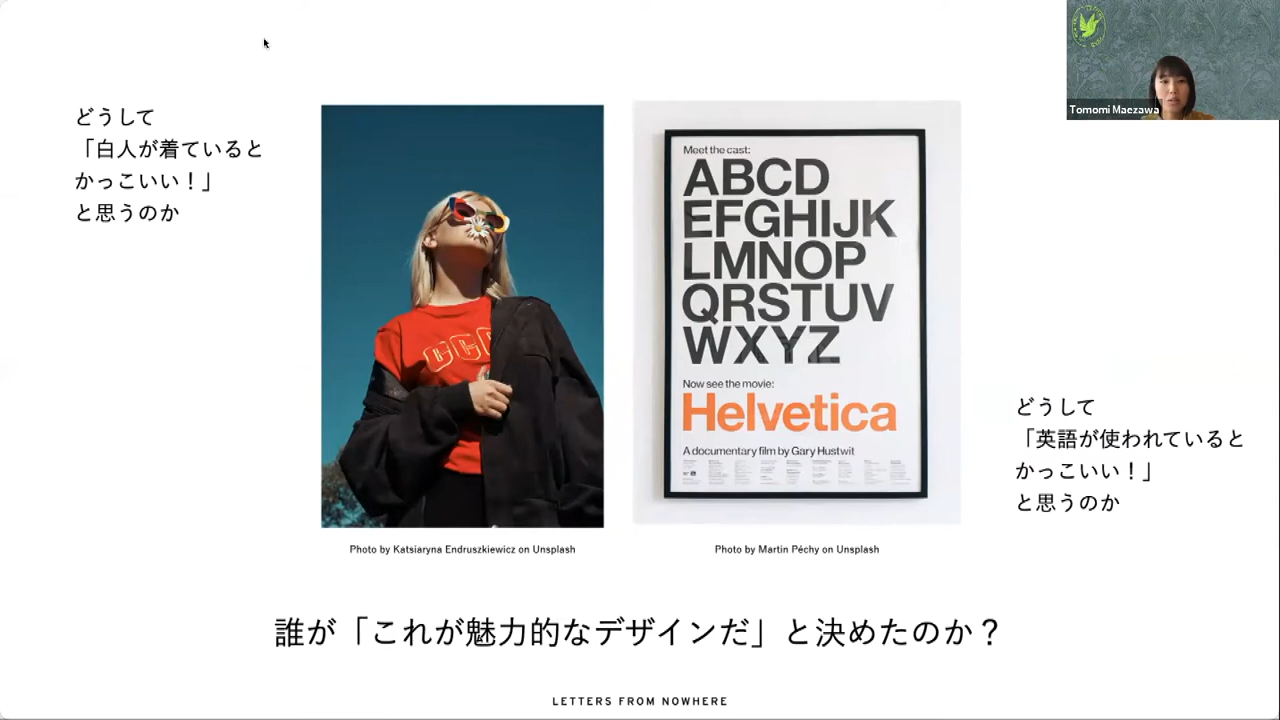 どうして
「白人が着ていると
かっこいい！」
と思うのか
Tomomi Maezawa
Meet the cast:
ABCD
EFGHIJK
LMNOP
QRSTUV
WXYZ
Now see the movie:
Helvetica
A documentary film by Gary Hustwit
どうして
「英語が使われていると
かっこいい！」
と思うのか
Photo by Katsiaryna Endruszkiewicz on Unsplash
Photo by Martin Péchy on Unsplash
誰が「これが魅力的なデザインだ」と決めたのか？
LETTERS FROM NOWHERE